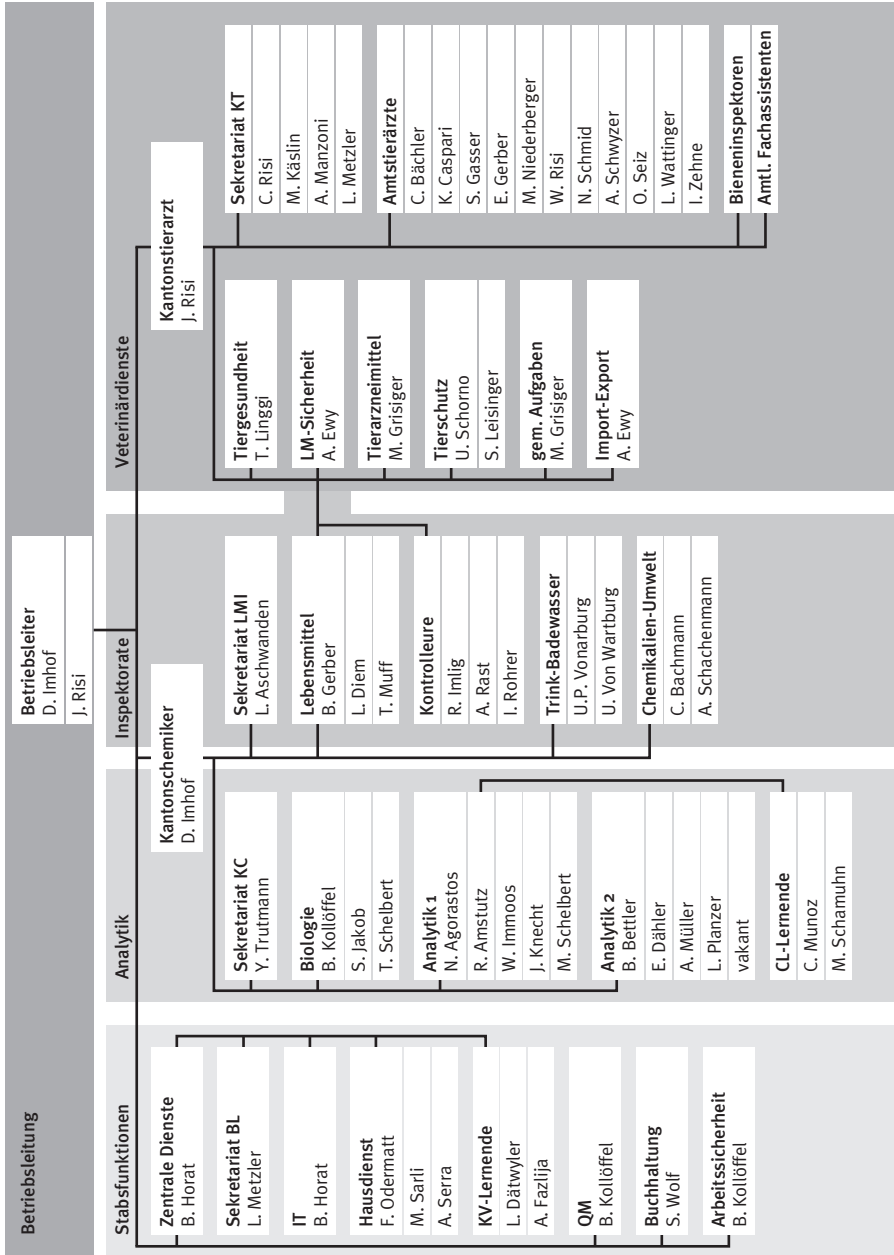 Betriebsleitung
Betriebsleiter
D. Imhof
J. Risi
Stabsfunktionen
Zentrale Dienste
B. Horat
Sekretariat BL
L. Metzler
IT
B. Horat
Hausdienst
F. Odermatt
M. Sarli
A. Serra
KV-Lernende
L. Dätwyler
A. Fazlija
QM
B. Kollöffel
Buchhaltung
S. Wolf
Arbeitssicherheit
B. Kollöffel
Analytik
Kantonschemiker
D. Imhof
Sekretariat KC
Y. Trutmann
Biologie
B. Kollöffel
S. Jakob
T. Schelbert
Analytik 1
N. Agorastos
R. Amstutz
W. Immoos
J. Knecht
M. Schelbert
Analytik 2
B. Bettler
E. Dähler
A. Müller
L. Planzer
vakant
CL-Lernende
C. Munoz
M. Schamuhn
Inspektorate
Sekretariat LMI
L. Aschwanden
Lebensmittel
B. Gerber
L. Diem
T. Muff
Kontrolleure
R. Imlig
A. Rast
I. Rohrer
Trink-Badewasser
U.P. Vonarburg
U. Von Wartburg
Chemikalien-Umwelt
C. Bachmann
A. Schachenmann
Veterinärdienste
Kantonstierarzt
J. Risi
Tiergesundheit
T. Linggi
LM-Sicherheit
A. Ewy
Tierarzneimittel
M. Grisiger
Tierschutz
U. Schorno
S. Leisinger
gem. Aufgaben
M. Grisiger
Import-Export
A. Ewy
Sekretariat KT
C. Risi
M. Käslin
A. Manzoni
L. Metzler
Amtstierärzte
C. Bächler
K. Caspari
S. Gasser
E. Gerber
M. Niederberger
W. Risi
N. Schmid
A. Schwyzer
O. Seiz
L. Wattinger
I. Zehne
Bieneninspektoren
Amtl. Fachassistenten